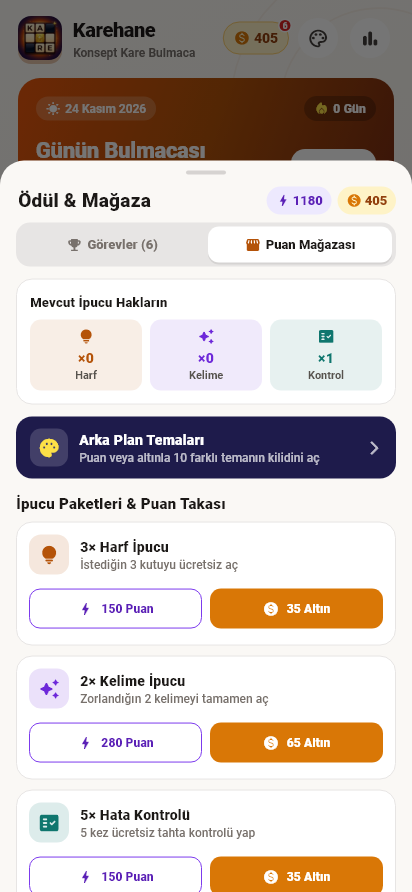 KA
RE
Karehane
Konsept Kare Bulmaca
405
6
24 Kasım 2026
0 Gün
Günün Bulmacası
Ödül & Mağaza
1180
405
Görevler (6)
Puan Mağazası
Mevcut İpucu Hakların
×0
Harf
×0
Kelime
×1
Kontrol
Arka Plan Temaları
Puan veya altınla 10 farklı temanın kilidini aç
İpucu Paketleri & Puan Takası
3× Harf İpucu
İstediğin 3 kutuyu ücretsiz aç
150 Puan
35 Altın
2× Kelime İpucu
Zorlandığın 2 kelimeyi tamamen aç
280 Puan
65 Altın
5× Hata Kontrolü
5 kez ücretsiz tahta kontrolü yap
150 Puan
35 Altın